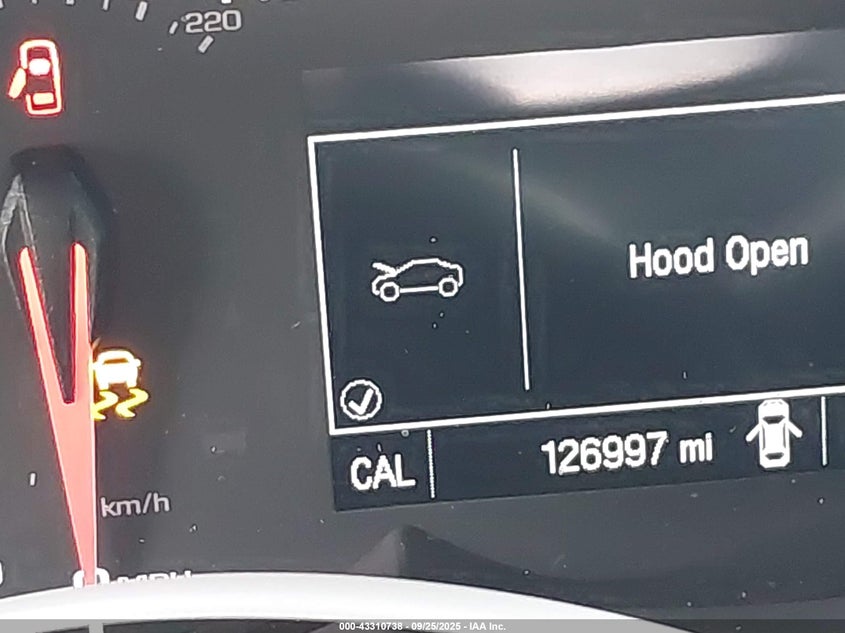 220
Hood Open
CAL
126997 mi
km/h
000-43310738 - 09/25/2025 - IAA Inc.